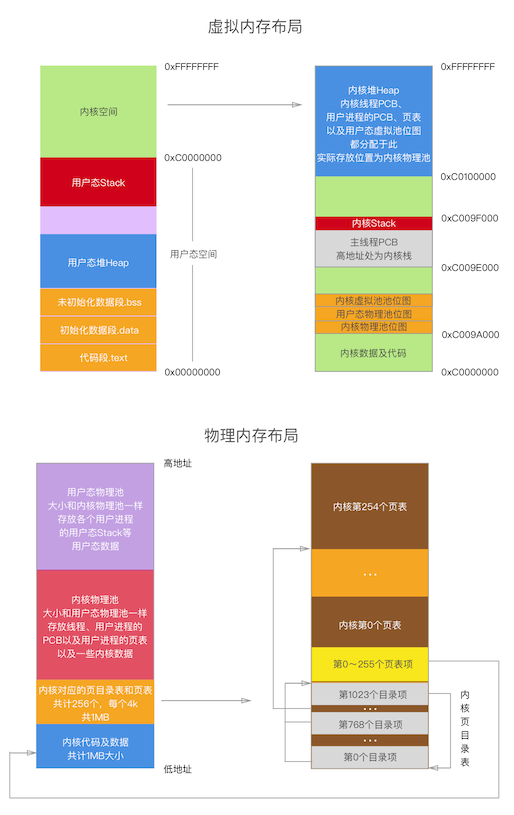 虚拟内存布局
0xFFFFFFFF
内核空间
0xC0000000
用户态Stack
用户态空间
用户态堆Heap
未初始化数据段.bss
初始化数据段.data
代码段.text
0x00000000
0xFFFFFFFF
内核堆Heap
内核线程PCB、
用户进程的PCB、页表
以及用户态虚拟池位图
都分配于此
实际存放位置为内核物理池
0xC0100000
0xC009F000
内核Stack
主线程PCB
高地址处为内核栈
0xC009E000
内核虚拟池池位图
用户态物理池位图
内核物理池位图
0xC009A000
内核数据及代码
0xC0000000
物理内存布局
高地址
用户态物理池
大小和内核物理池一样
存放各个用户进程
的用户态Stack等
用户态数据
内核物理池
大小和用户态物理池一样
存放线程、用户进程的
PCB以及用户进程的页表
以及一些内核数据
内核对应的页目录表和页表
共计256个，每个4k
共1MB
内核代码及数据
共计1MB大小
低地址
内核第254个页表
...
内核第0个页表
第0～255个页表项
第1023个目录项
...
第768个目录项
...
第0个目录项
内核页目录表